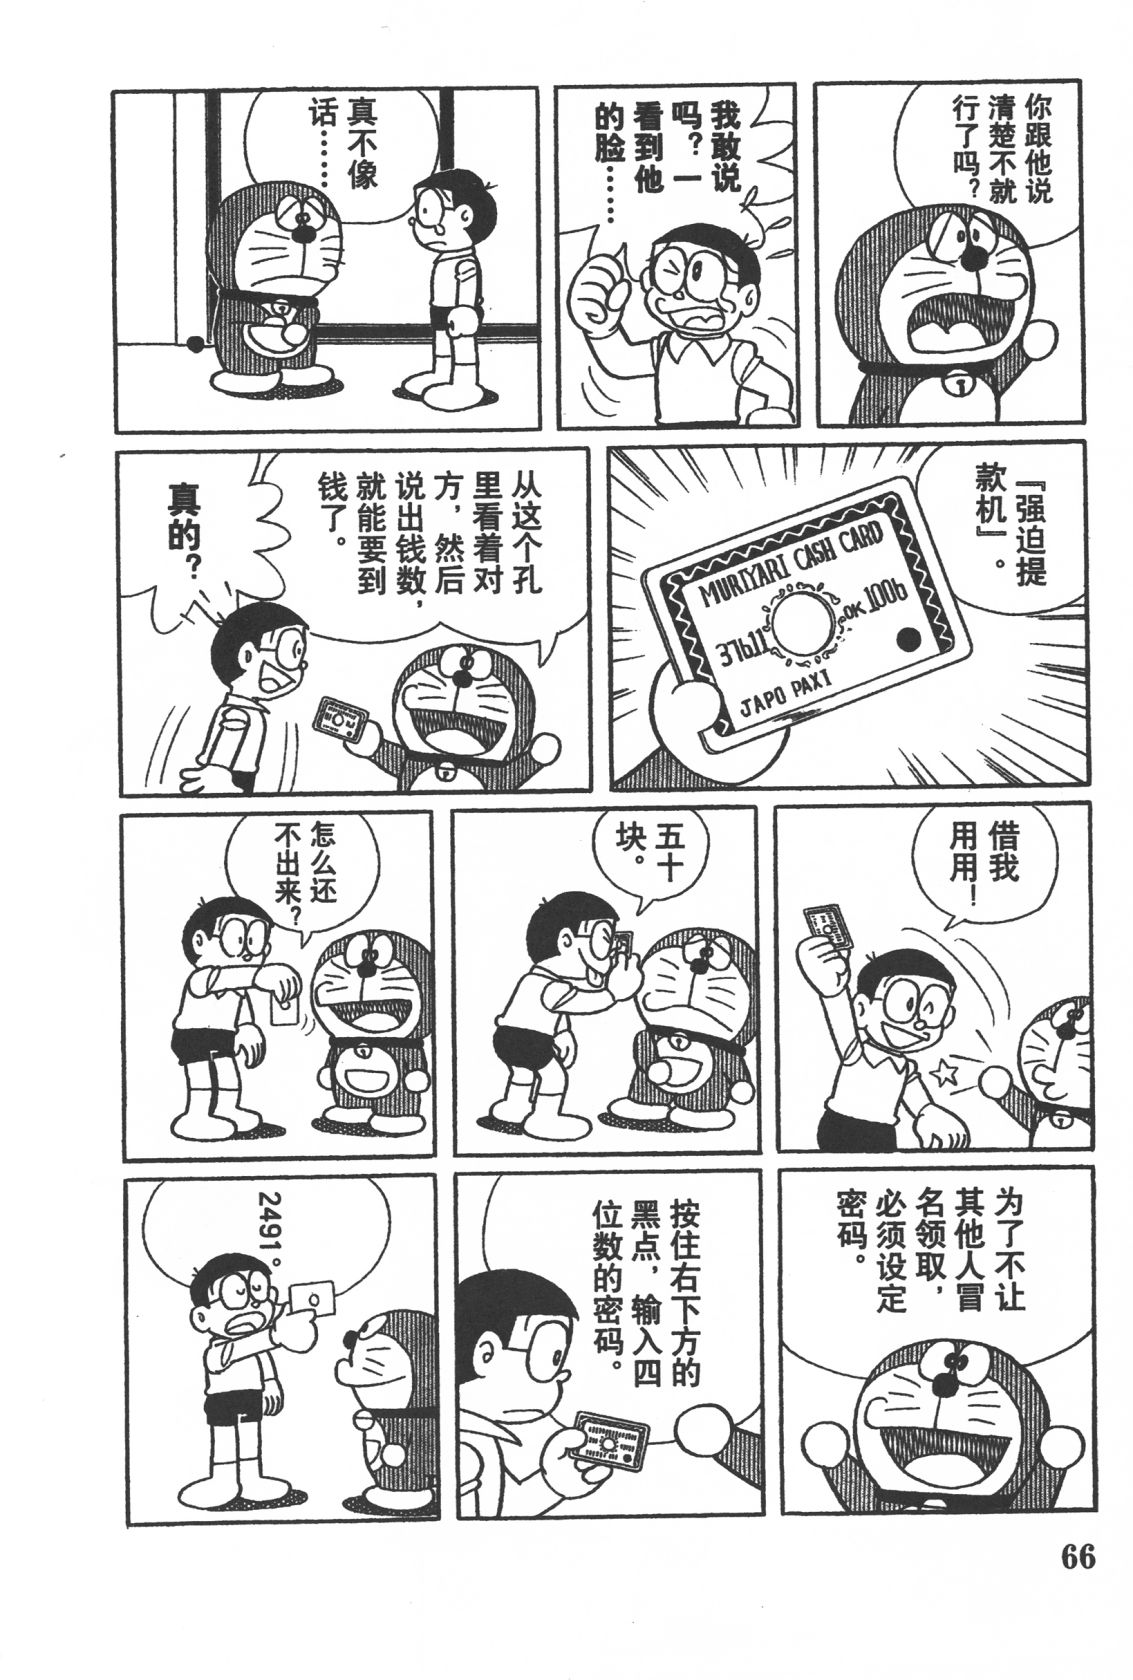 你跟他说
清楚不就
行了吗？
我敢说
吗？一
看到他
的脸……
真不像
话……
『强迫提
款机』。
MURIYARI CASH CARD
37611
OK 1006
JAPO PAXI
从这个孔
里看着对
方，然后
说出钱数，
就能要到
钱了。
真的？
借我
用用！
五十
块。
怎么还
不出来？
为了不让
其他人冒
名领取，
必须设定
密码。
按住右下方的
黑点，输入四
位数的密码。
2491。
66